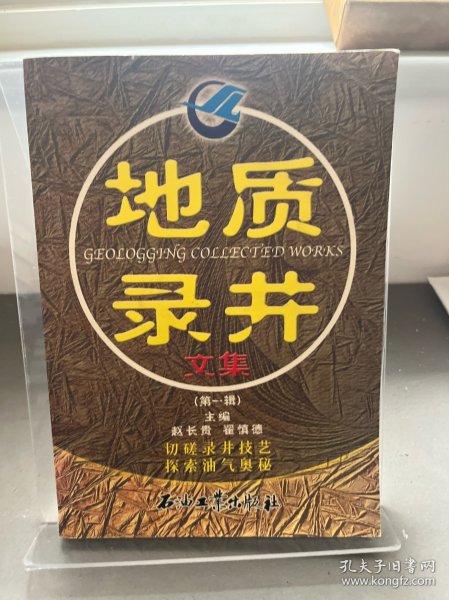 地质
GEOLOGGING COLLECTED WORKS
录井
文集
(第一辑)
主编
赵长贵 翟慎德
切磋录井技艺
探索油气奥秘
石油工业出版社
孔夫子旧书网
www.kongfz.com